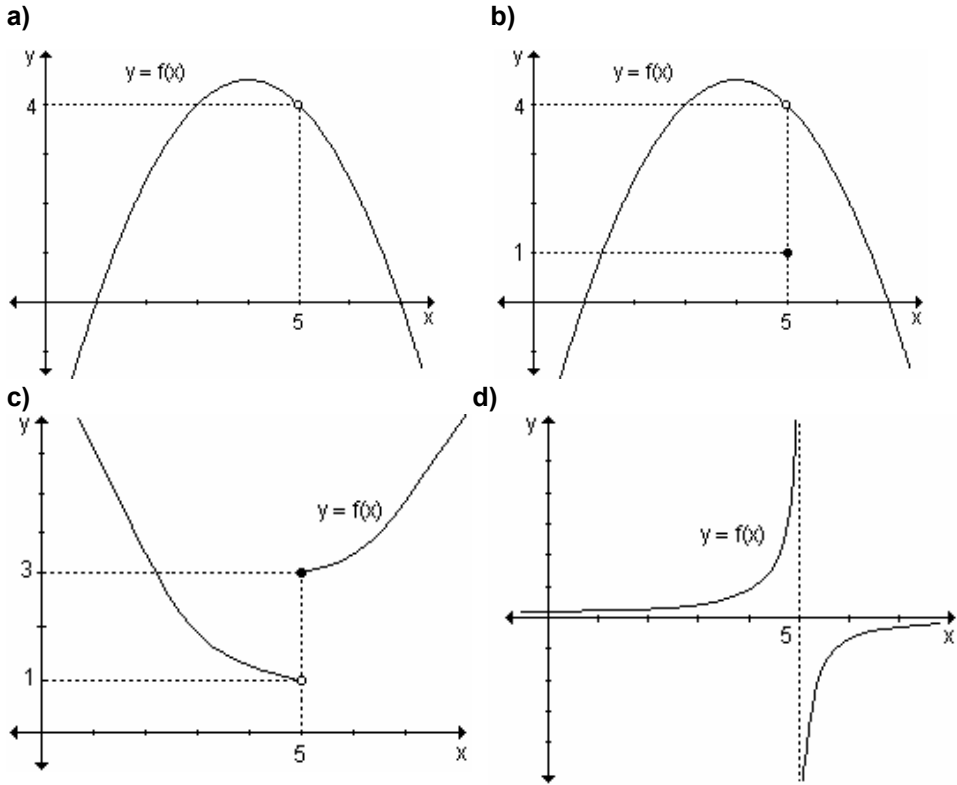 a)
y
y = f(x)
4
5
x
b)
y
y = f(x)
4
1
5
x
c)
y
y = f(x)
3
1
5
x
d)
y
y = f(x)
5
x